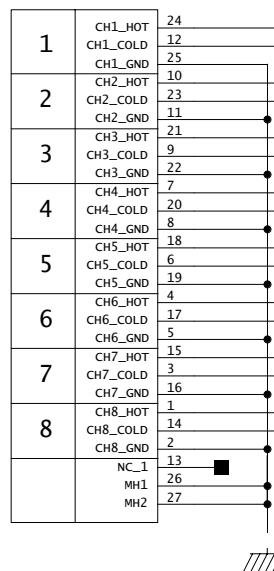 CH1_HOT 24
1 CH1_COLD 12
CH1_GND 25
CH2_HOT 10
2 CH2_COLD 23
CH2_GND 11
CH3_HOT 21
3 CH3_COLD 9
CH3_GND 22
CH4_HOT 7
4 CH4_COLD 20
CH4_GND 8
CH5_HOT 18
5 CH5_COLD 6
CH5_GND 19
CH6_HOT 4
6 CH6_COLD 17
CH6_GND 5
CH7_HOT 15
7 CH7_COLD 3
CH7_GND 16
CH8_HOT 1
8 CH8_COLD 14
CH8_GND 2
NC_1 13
MH1 26
MH2 27